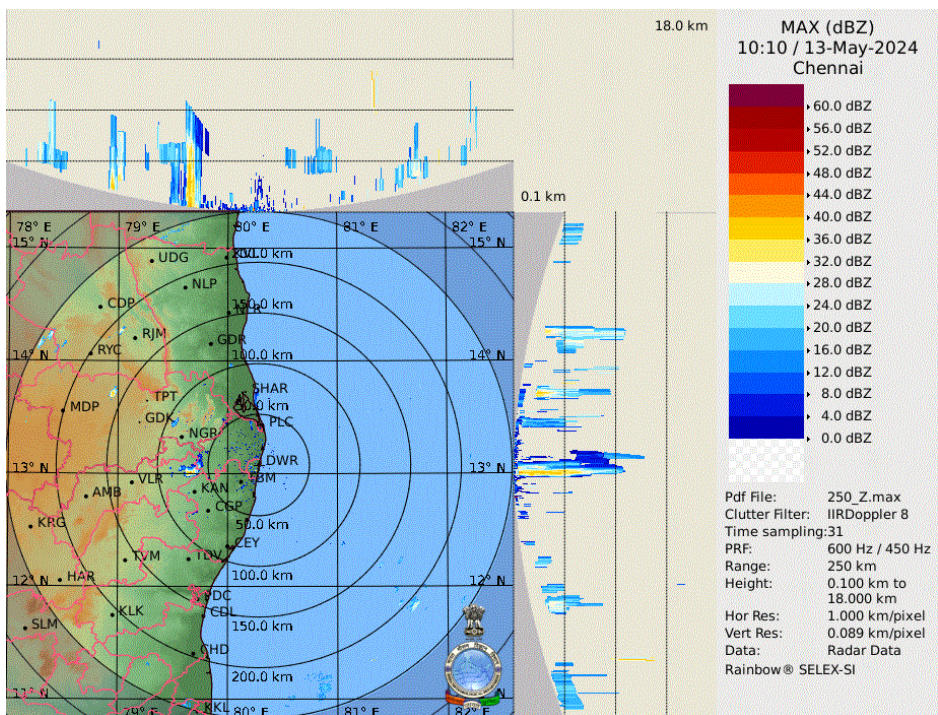 18.0 km
0.1 km
MAX (dBZ)
10:10 / 13-May-2024
Chennai
60.0 dBZ
56.0 dBZ
52.0 dBZ
48.0 dBZ
44.0 dBZ
40.0 dBZ
36.0 dBZ
32.0 dBZ
28.0 dBZ
24.0 dBZ
20.0 dBZ
16.0 dBZ
12.0 dBZ
8.0 dBZ
4.0 dBZ
0.0 dBZ
Pdf File: 250_Z.max
Clutter Filter: IIRDoppler 8
Time sampling:31
PRF: 600 Hz / 450 Hz
Range: 250 km
Height: 0.100 km to
18.000 km
Hor Res: 1.000 km/pixel
Vert Res: 0.089 km/pixel
Data: Radar Data
Rainbow® SELEX-SI
78° E 79° E 80° E 81° E 82° E
15° N 15° N
UDG
NLP
CDP
150.0 km
RJM
GDR
RYC
100.0 km
14° N 14° N
SHAR
TPT
MDP
GDK
PLC
NGR
DWR
13° N 13° N
VLR
KAN
AMB
CGP
KRG
50.0 km
CEY
TVM
TDV
100.0 km
HAR
12° N 12° N
PDC
KLK
CDL
SLM
150.0 km
CHD
200.0 km
11° N 11° N
KKL
79° E 80° E 81° E 82° E